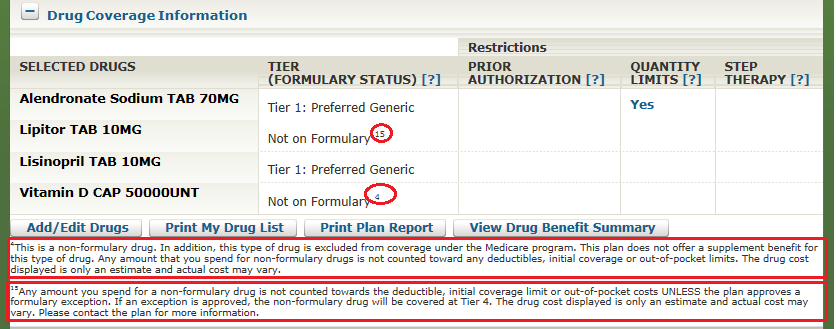 Drug Coverage Information
Restrictions
SELECTED DRUGS TIER (FORMULARY STATUS) [?] PRIOR AUTHORIZATION [?] QUANTITY LIMITS [?] STEP THERAPY [?]
Alendronate Sodium TAB 70MG Tier 1: Preferred Generic Yes
Lipitor TAB 10MG Not on Formulary 15
Lisinopril TAB 10MG Tier 1: Preferred Generic
Vitamin D CAP 50000UNT Not on Formulary 4
Add/Edit Drugs Print My Drug List Print Plan Report View Drug Benefit Summary
4This is a non-formulary drug. In addition, this type of drug is excluded from coverage under the Medicare program. This plan does not offer a supplement benefit for
this type of drug. Any amount that you spend for non-formulary drugs is not counted toward any deductibles, initial coverage or out-of-pocket limits. The drug cost
displayed is only an estimate and actual cost may vary.
15Any amount you spend for a non-formulary drug is not counted towards the deductible, initial coverage limit or out-of-pocket costs UNLESS the plan approves a
formulary exception. If an exception is approved, the non-formulary drug will be covered at Tier 4. The drug cost displayed is only an estimate and actual cost may
vary. Please contact the plan for more information.